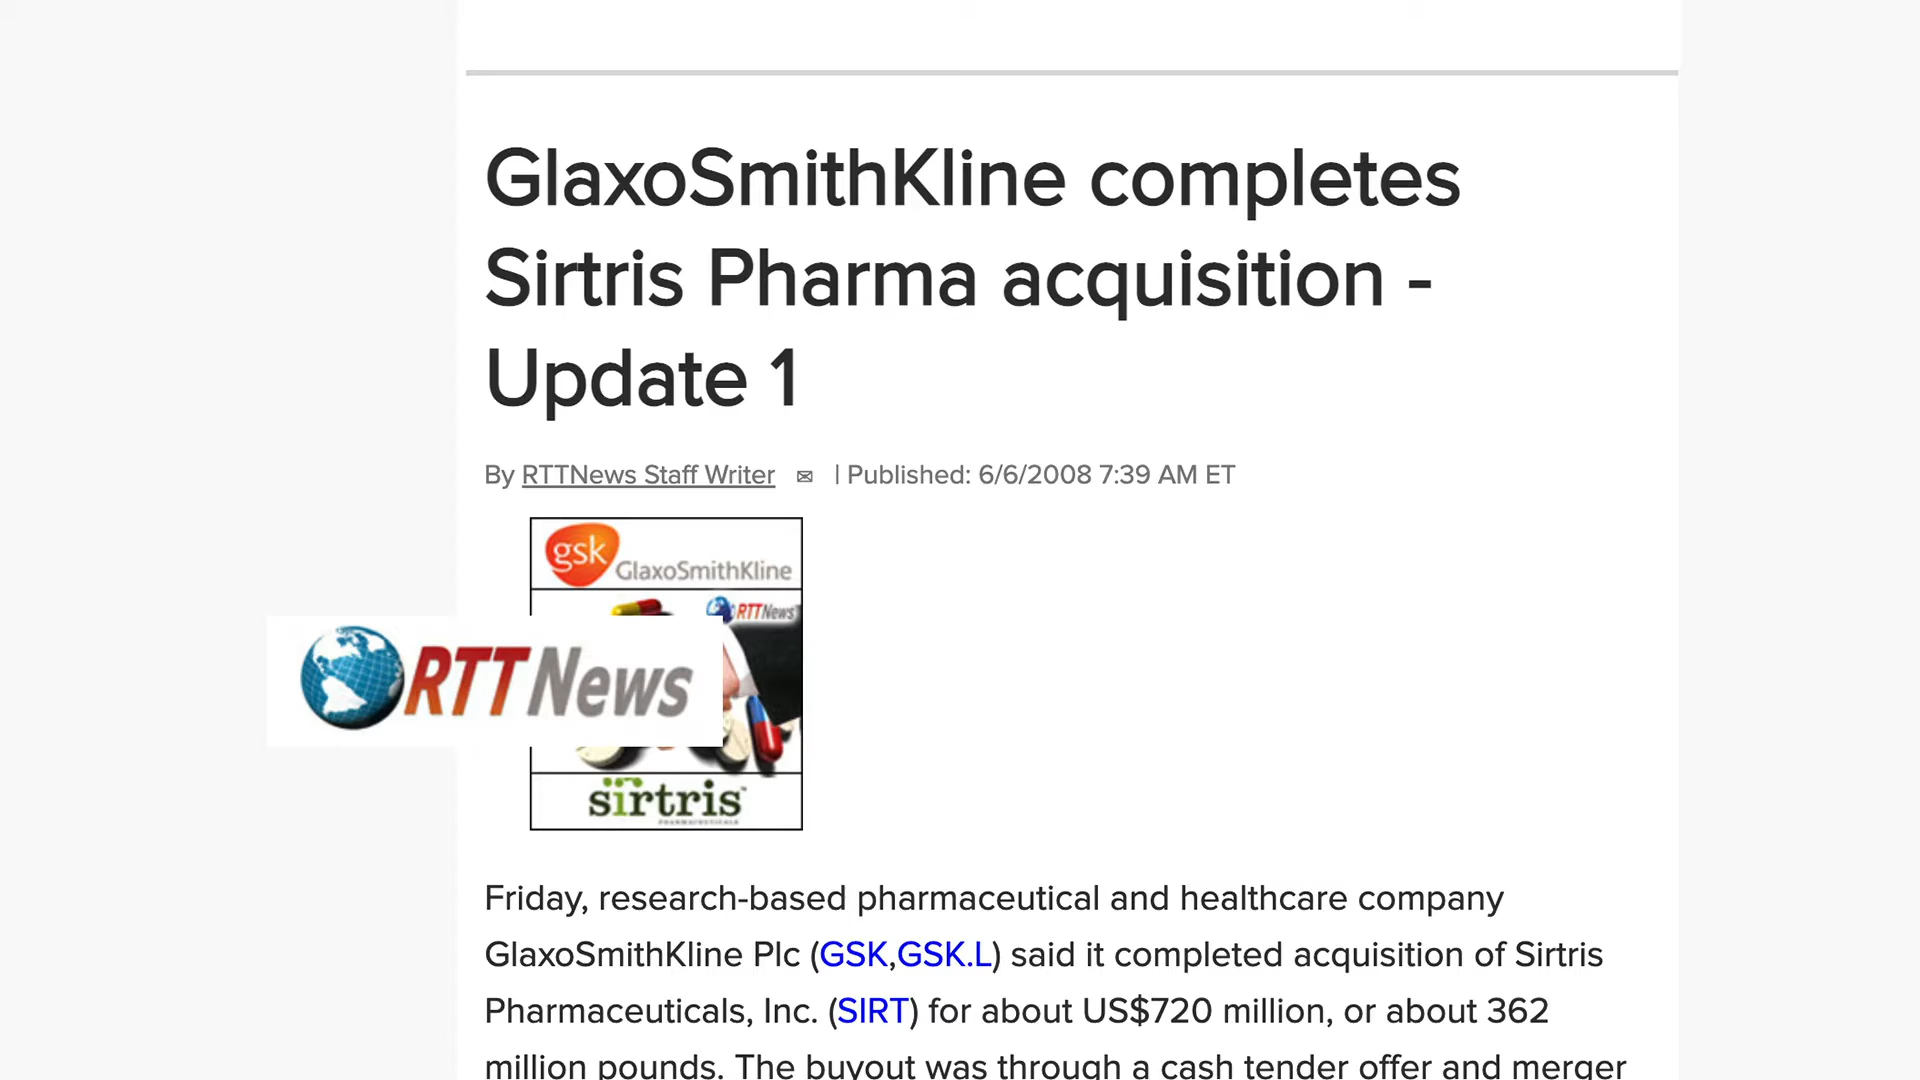 GlaxoSmithKline completes
Sirtris Pharma acquisition -
Update 1
By RTTNews Staff Writer | Published: 6/6/2008 7:39 AM ET
gsk
GlaxoSmithKline
RTTNews
RTTNews
sirtris
PHARMACEUTICALS
Friday, research-based pharmaceutical and healthcare company
GlaxoSmithKline Plc (GSK,GSK.L) said it completed acquisition of Sirtris
Pharmaceuticals, Inc. (SIRT) for about US$720 million, or about 362
million pounds. The buyout was through a cash tender offer and merger